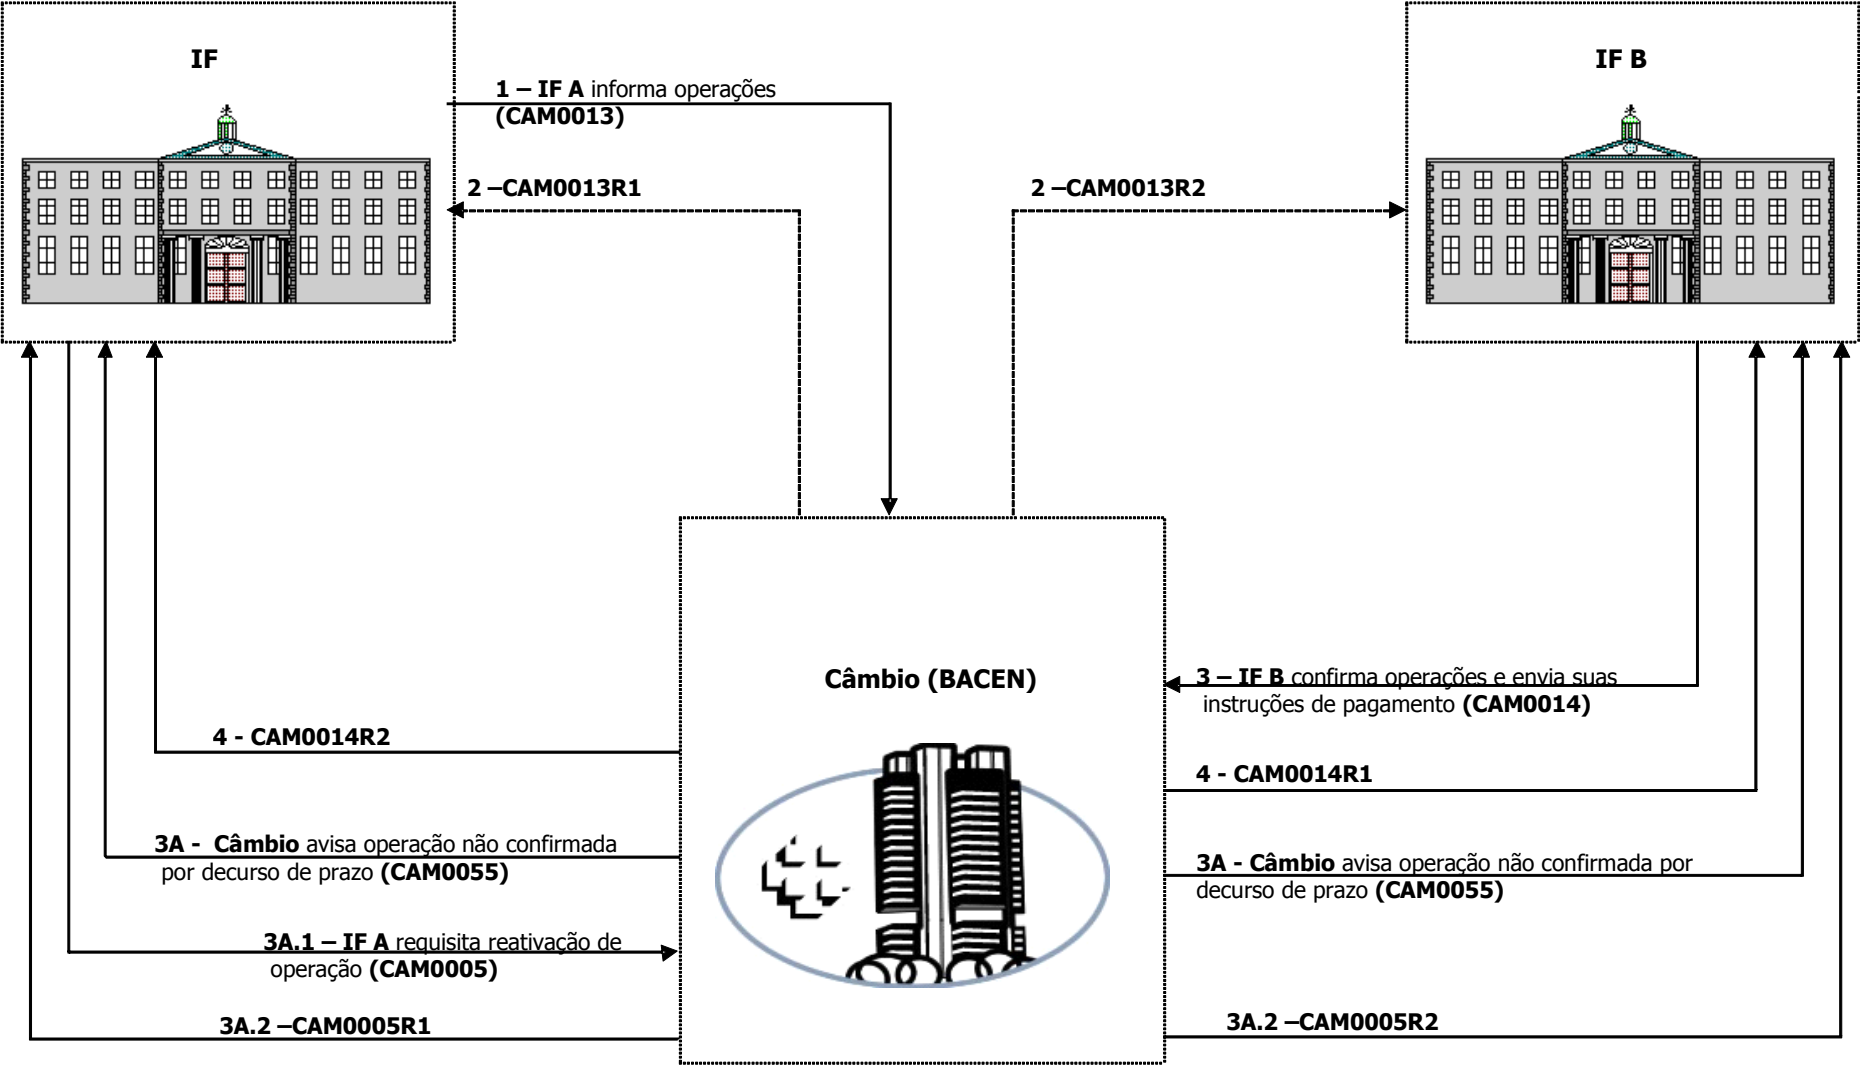 IF
IF B
1 – IF A informa operações
(CAM0013)
2 –CAM0013R1
2 –CAM0013R2
Câmbio (BACEN)
3 – IF B confirma operações e envia suas
instruções de pagamento (CAM0014)
4 - CAM0014R2
4 - CAM0014R1
3A - Câmbio avisa operação não confirmada
por decurso de prazo (CAM0055)
3A - Câmbio avisa operação não confirmada por
decurso de prazo (CAM0055)
3A.1 – IF A requisita reativação de
operação (CAM0005)
3A.2 –CAM0005R1
3A.2 –CAM0005R2